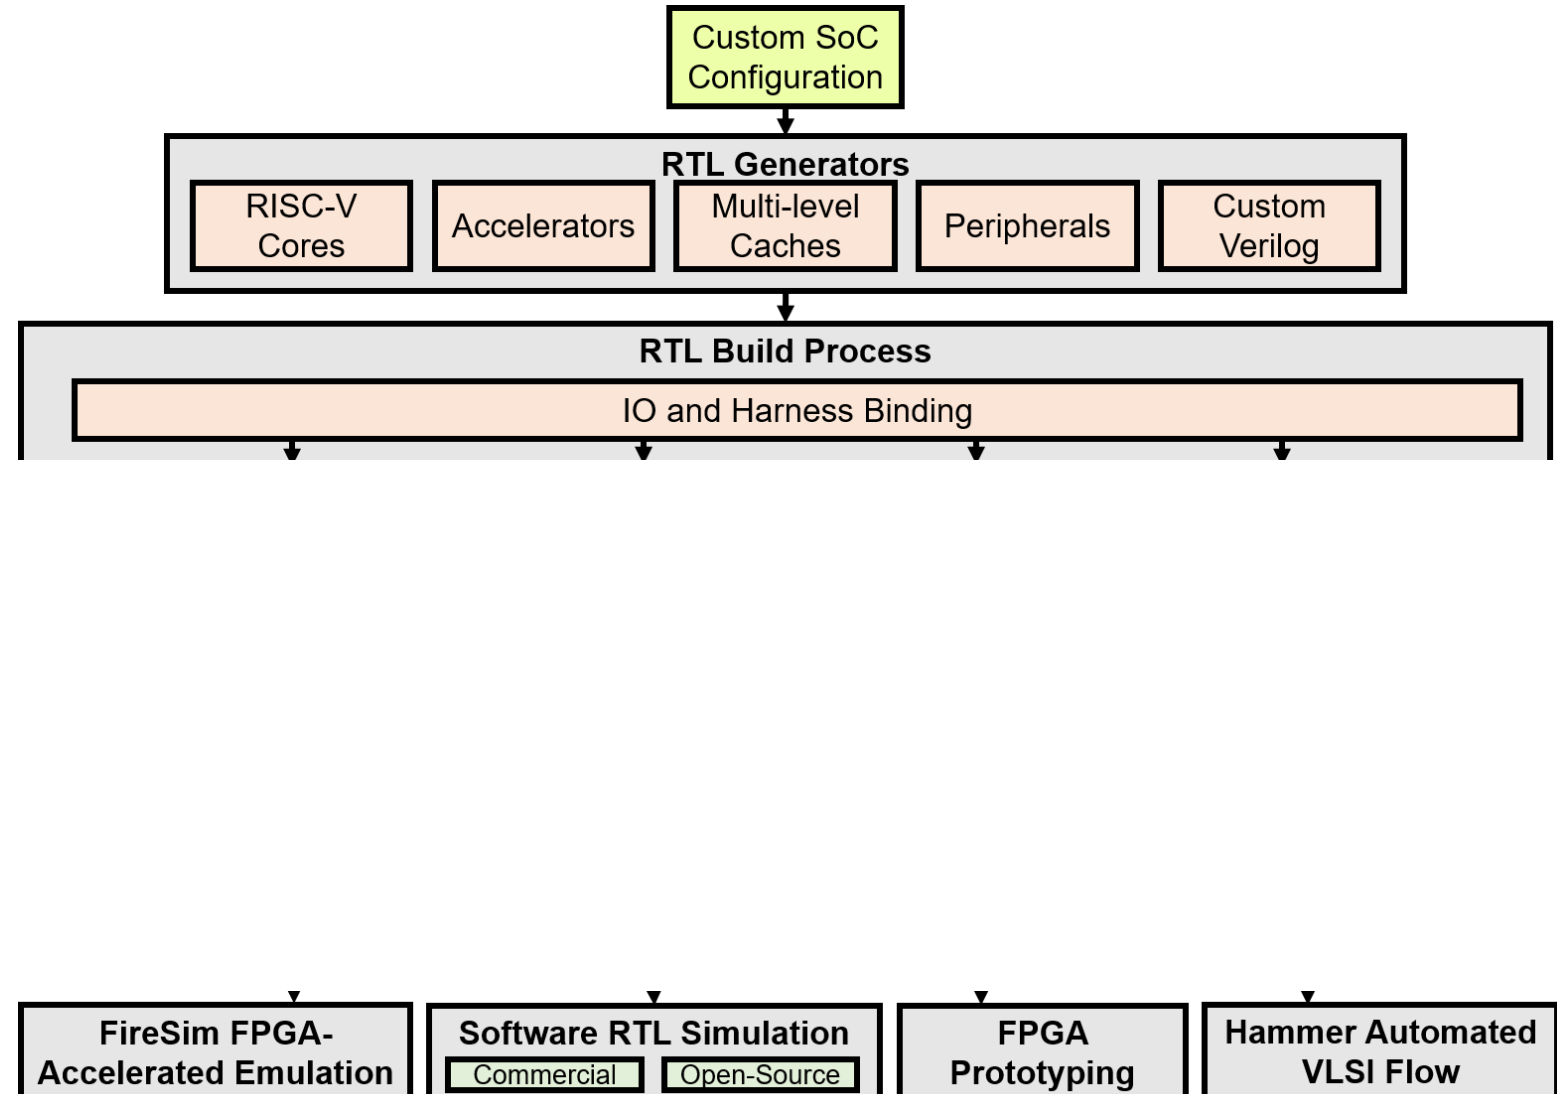 Custom SoC
Configuration
RTL Generators
RISC-V
Cores
Accelerators
Multi-level
Caches
Peripherals
Custom
Verilog
RTL Build Process
IO and Harness Binding
FireSim FPGA-
Accelerated Emulation
Software RTL Simulation
Commercial
Open-Source
FPGA
Prototyping
Hammer Automated
VLSI Flow